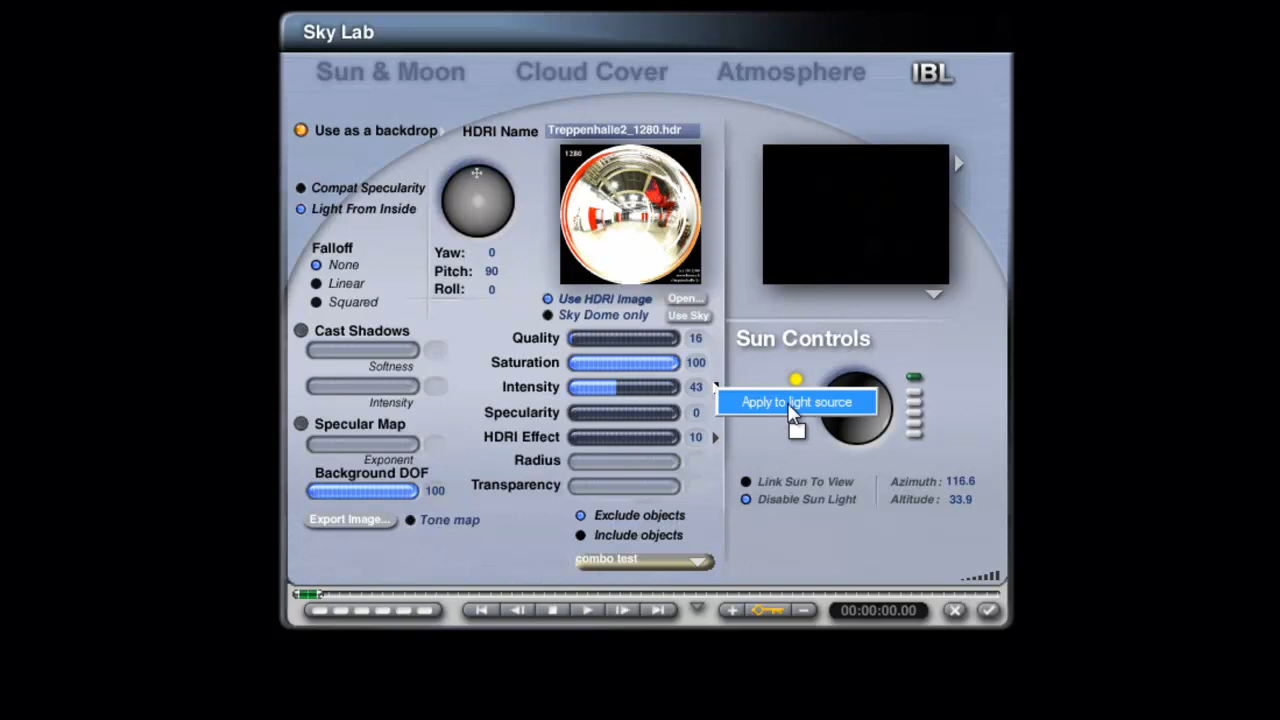 Sky Lab
Sun & Moon Cloud Cover Atmosphere IBL
Use as a backdrop
HDRI Name Treppenhalle2_1280.hdr
1280
Compat Specularity
Light From Inside
Falloff
None
Linear
Squared
Yaw: 0
Pitch: 90
Roll: 0
Use HDRI Image Open...
Sky Dome only Use Sky
Cast Shadows
Softness
Intensity
Specular Map
Exponent
Background DOF
100
Export Image... Tone map
Quality 16
Saturation 100
Intensity 43
Specularity 0
HDRI Effect 10
Radius
Transparency
Exclude objects
Include objects
combo test
Sun Controls
Apply to light source
Link Sun To View
Disable Sun Light
Azimuth: 116.6
Altitude: 33.9
00:00:00.00